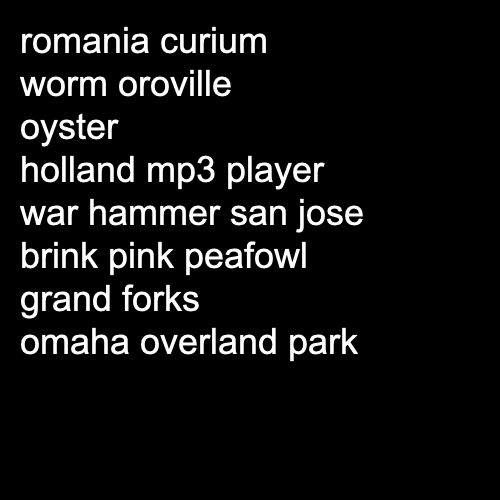 romania curium
worm oroville
oyster
holland mp3 player
war hammer san jose
brink pink peafowl
grand forks
omaha overland park